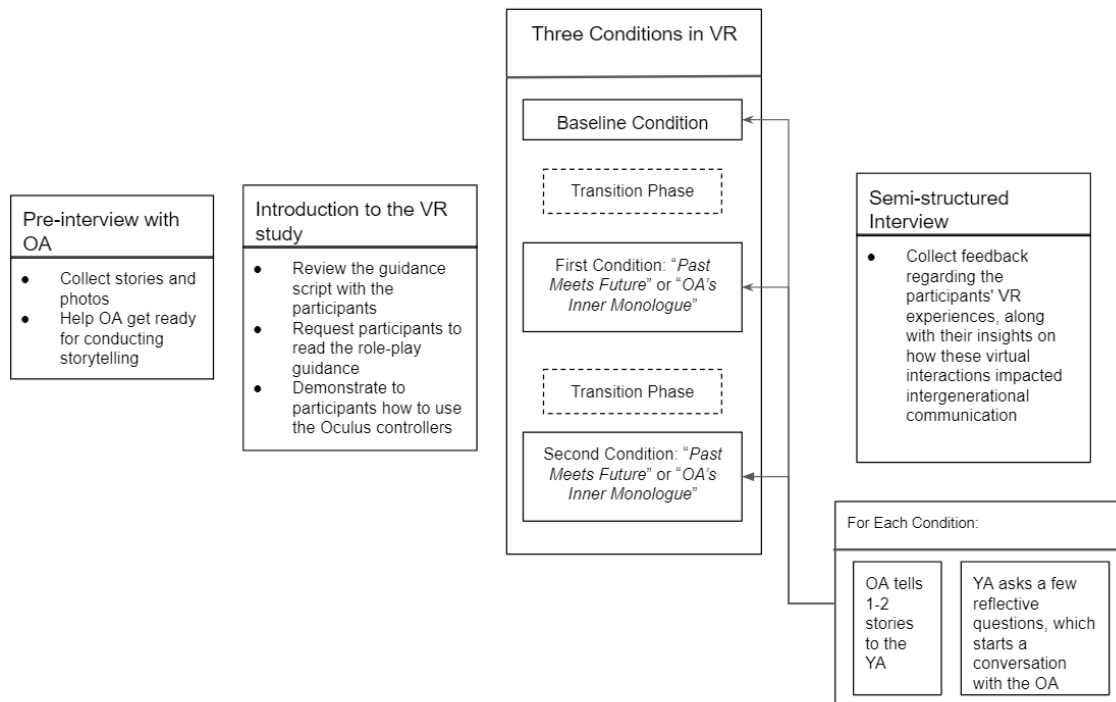 Pre-interview with
OA
● Collect stories and
photos
● Help OA get ready
for conducting
storytelling
Introduction to the VR
study
● Review the guidance
script with the
participants
● Request participants to
read the role-play
guidance
● Demonstrate to
participants how to use
the Oculus controllers
Three Conditions in VR
Baseline Condition
Transition Phase
First Condition: “Past
Meets Future” or “OA’s
Inner Monologue”
Transition Phase
Second Condition: “Past
Meets Future” or “OA’s
Inner Monologue”
Semi-structured
Interview
● Collect feedback
regarding the
participants' VR
experiences, along
with their insights on
how these virtual
interactions impacted
intergenerational
communication
For Each Condition:
OA tells
1-2
stories
to the
YA
YA asks a few
reflective
questions, which
starts a
conversation
with the OA